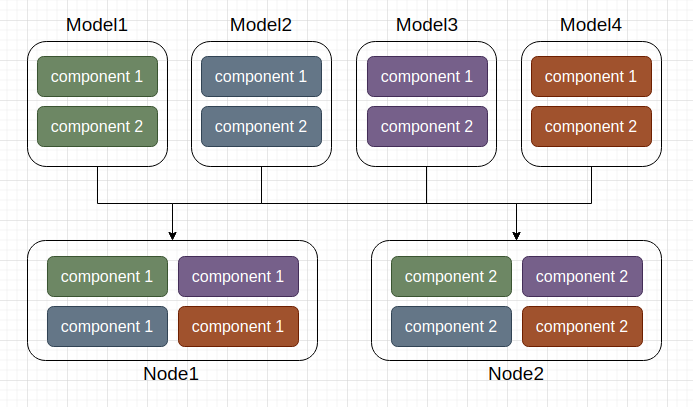 Model1 Model2 Model3 Model4
component 1 component 1 component 1 component 1
component 2 component 2 component 2 component 2
component 1 component 1 component 2 component 2
component 1 component 1 component 2 component 2
Node1 Node2